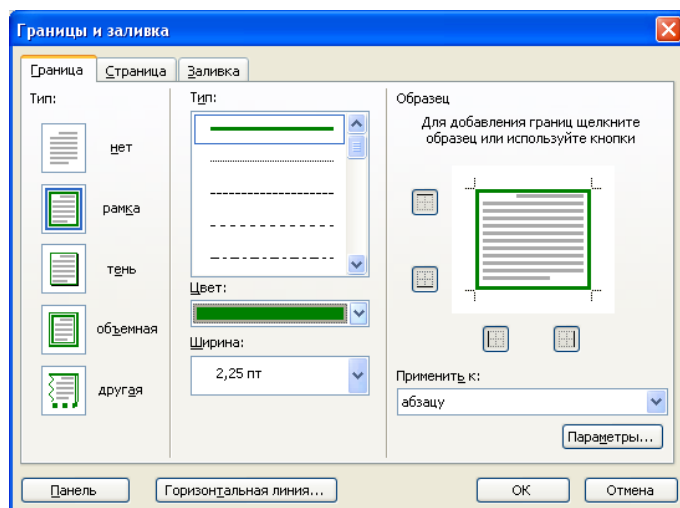 Границы и заливка
Граница
Страница
Заливка
Тип:
нет
рамка
тень
объемная
другая
Тип:
Цвет:
Ширина:
2,25 пт
Образец
Для добавления границ щелкните
образец или используйте кнопки
Применить к:
абзацу
Параметры...
Панель
Горизонтальная линия...
ОК
Отмена